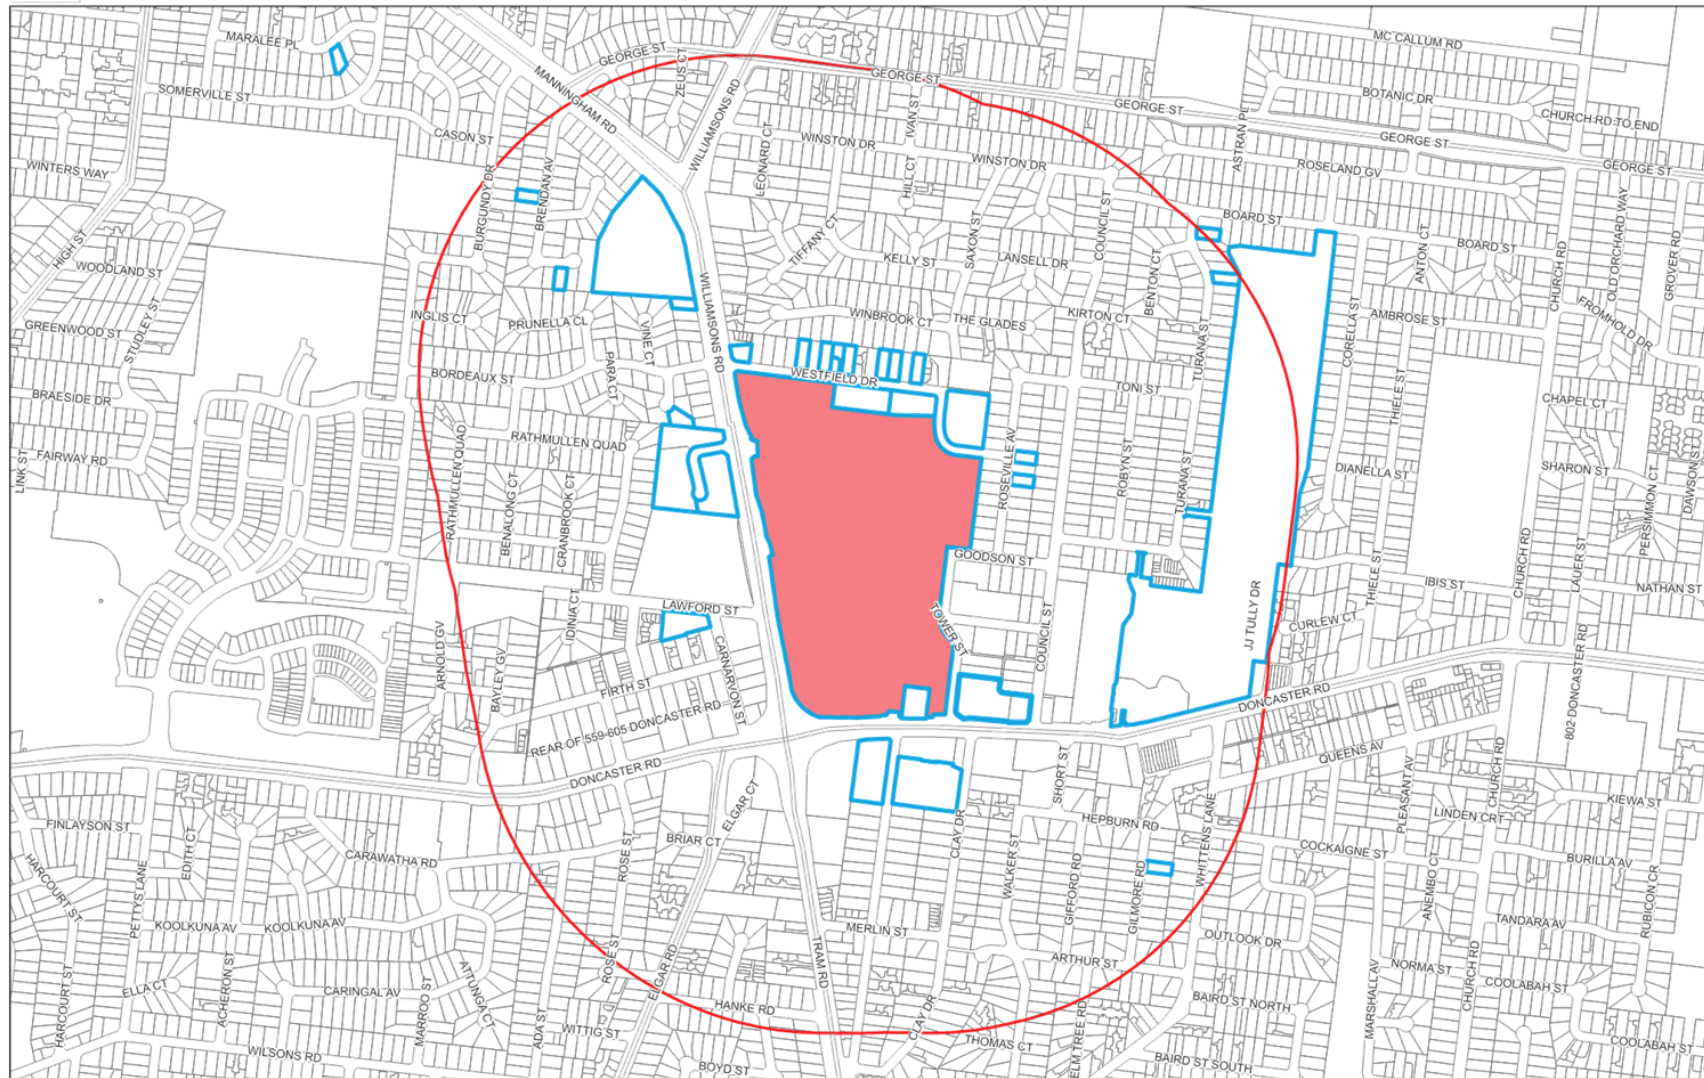 MARALEE PL
SOMERVILLE ST
CASON ST
WINTERS WAY
HIGH ST
WOODLAND ST
GREENWOOD ST
STUDLEY ST
BRAESIDE DR
FAIRWAY RD
LINK ST
MANNINGHAM RD
GEORGE ST
ZEUS CT
WILLIAMSONS RD
GEORGE ST
GEORGE ST
GEORGE ST
GEORGE ST
MC CALLUM RD
BOTANIC DR
CHURCH RD TO END
ASTRAN PL
ROSELAND GV
LEONARD CT
WINSTON DR
IVAN ST
WINSTON DR
HILL CT
BURGUNDY DR
BRENDAN AV
TIFFANY CT
KELLY ST
SAXON ST
LANSELL DR
COUNCIL ST
BENTON CT
BOARD ST
BOARD ST
ANTON CT
CHURCH RD
OLD ORCHARD WAY
GROVER RD
FROMHOLD DR
INGLIS CT
PRUNELLA CL
VINE CT
WILLIAMSONS RD
WINBROOK CT
THE GLADES
KIRTON CT
TURANA ST
CORELLA ST
AMBROSE ST
BORDEAUX ST
PARA CT
WESTFIELD DR
TONI ST
THIELE ST
CHAPEL CT
RATHMULLEN QUAD
RATHMULLEN QUAD
BENALONG CT
CRANBROOK CT
ROSEVILLE AV
ROBYN ST
TURANA ST
DIANELLA ST
SHARON ST
PERSIMMON CT
DAWSON ST
GOODSON ST
CHURCH RD
LAUER ST
NATHAN ST
IBIS ST
THIELE ST
CURLEW CT
JJ TULLY DR
IDINIA CT
LAWFORD ST
CARNARVON ST
TOWER ST
COUNCIL ST
ARNOLD GV
BAYLEY GV
FIRTH ST
REAR OF 559-605 DONCASTER RD
DONCASTER RD
DONCASTER RD
802 DONCASTER RD
QUEENS AV
PLEASANT AV
CHURCH RD
LINDEN CRT
KIEWA ST
SHORT ST
HEPBURN RD
WHITTENS LANE
COCKAIGNE ST
BURILLA AV
RUBICON CR
ANEMBO CT
TANDARA AV
FINLAYSON ST
HARCOURT ST
PETTYS LANE
EDITH CT
CARAWATHA RD
ROSE ST
BRIAR CT
ELGAR CT
CLAY DR
WALKER ST
GIFFORD RD
GILMORE RD
OUTLOOK DR
KOOLKUNA AV
KOOLKUNA AV
ACHERON ST
ELLA CT
CARINGAL AV
HARCOURT ST
MARROO ST
ATTUNGA CT
ADA ST
ROSE ST
ELGAR RD
TRAM RD
MERLIN ST
ARTHUR ST
HANKE RD
WITTIG ST
WILSONS RD
BOYD ST
CLAY DR
THOMAS CT
ELM TREE RD
BAIRD ST NORTH
BAIRD ST SOUTH
MARSHALL AV
NORMA ST
CHURCH RD
COOLABAH ST
COOLABAH ST